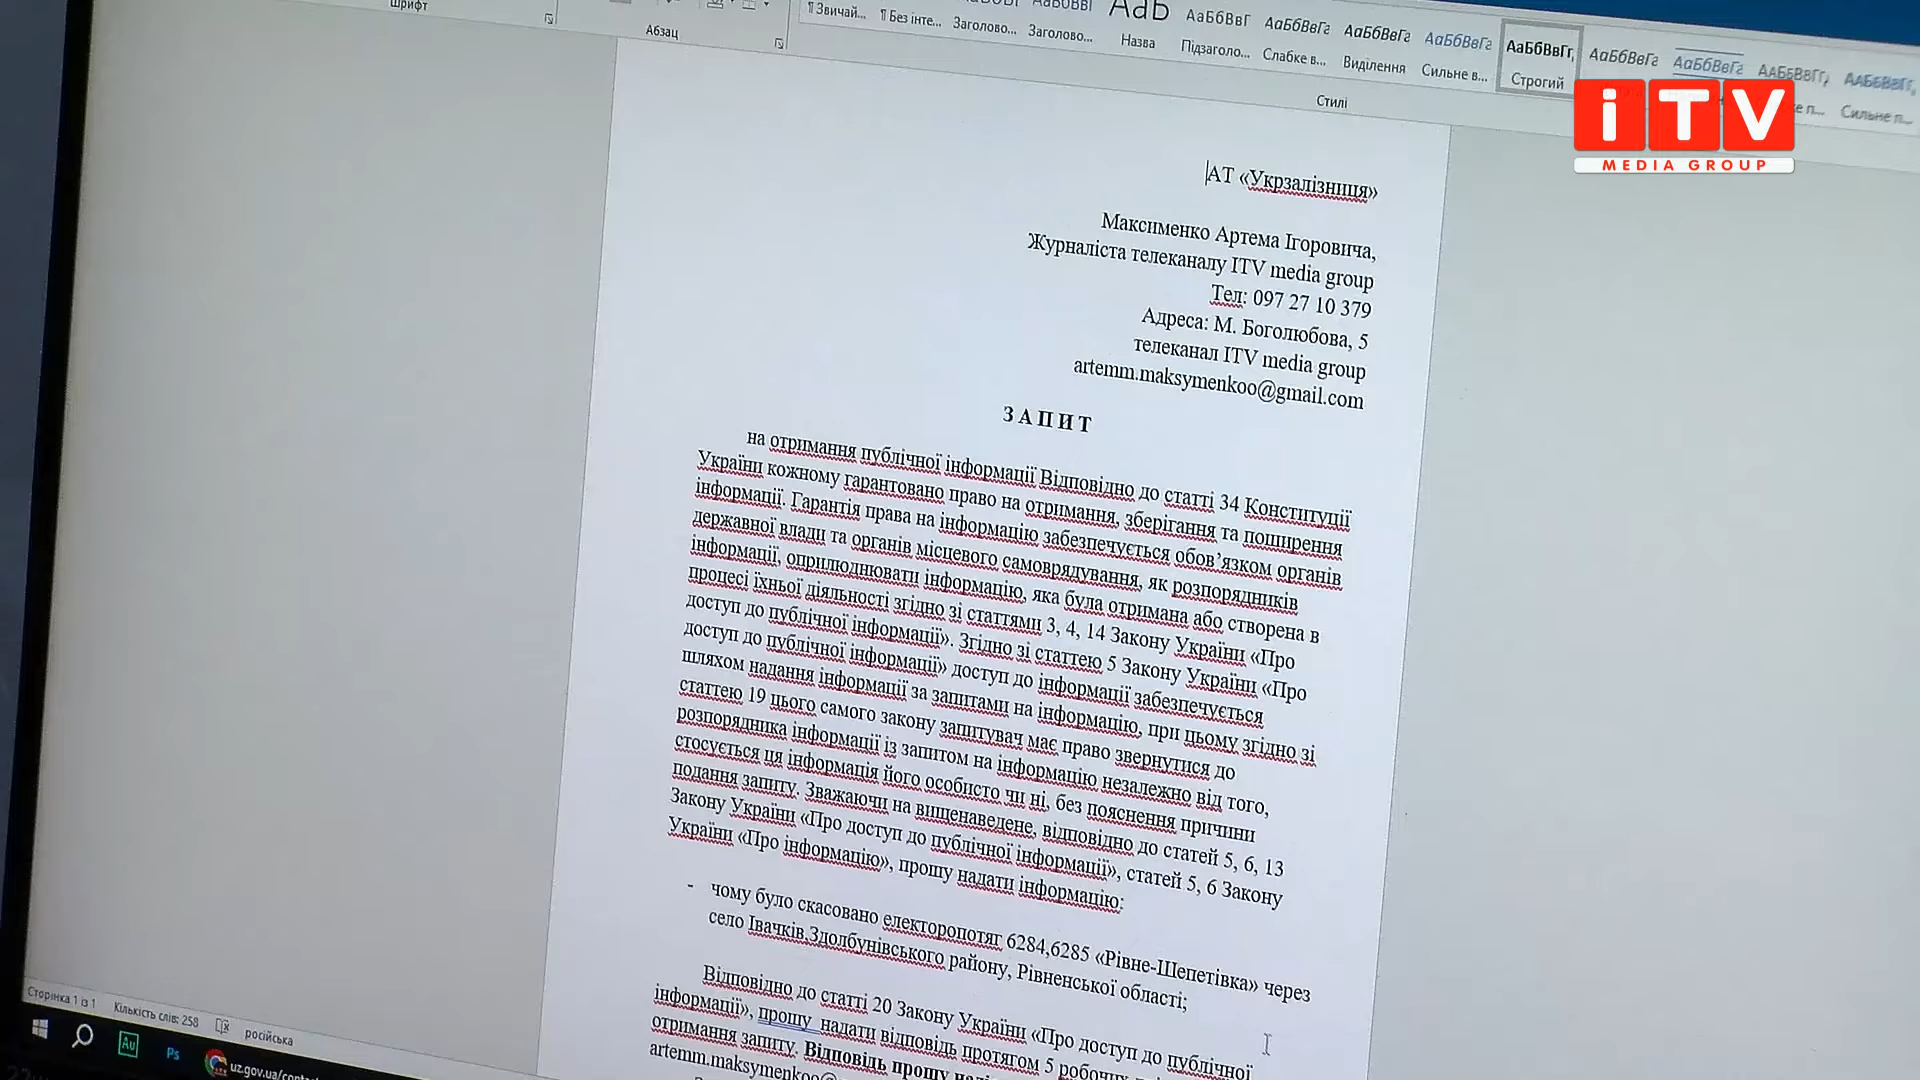 Шрифт
Абзац
¶ Звичай... ¶ Без інте... Заголово... Заголово... Назва Підзаголо... Слабке в... Виділення Сильне в... Строгий
АаБбВвГг АаБбВвГг АаБбВвГг АаБбВвГг АаБбВвГг,
Стилі
Сильне п...
iTV
MEDIA GROUP
АТ «Укрзалізниця»
Максименко Артема Ігоровича,
Журналіста телеканалу ITV media group
Тел: 097 27 10 379
Адреса: М. Боголюбова, 5
телеканал ITV media group
artemm.maksymenkoo@gmail.com
З А П И Т
на отримання публічної інформації Відповідно до статті 34 Конституції
України кожному гарантовано право на отримання, зберігання та поширення
інформації. Гарантія права на інформацію забезпечується обов’язком органів
державної влади та органів місцевого самоврядування, як розпорядників
інформації, оприлюднювати інформацію, яка була отримана або створена в
процесі їхньої діяльності згідно зі статтями 3, 4, 14 Закону України «Про
доступ до публічної інформації». Згідно зі статтею 5 Закону України «Про
доступ до публічної інформації» доступ до інформації забезпечується
шляхом надання інформації за запитами на інформацію, при цьому згідно зі
статтею 19 цього самого закону запитувач має право звернутися до
розпорядника інформації із запитом на інформацію незалежно від того,
стосується ця інформація його особисто чи ні, без пояснення причини
подання запиту. Зважаючи на вищенаведене, відповідно до статей 5, 6, 13
Закону України «Про доступ до публічної інформації», статей 5, 6 Закону
України «Про інформацію», прошу надати інформацію:
- чому було скасовано електоропотяг 6284,6285 «Рівне-Шепетівка» через
село Івачків,Здолбунівського району, Рівненської області;
Відповідно до статті 20 Закону України «Про доступ до публічної
інформації», прошу надати відповідь протягом 5 робочих
отримання запиту. Відповідь прошу
artemm.maksymenkoo@
Сторінка 1 із 1 Кількість слів: 258 російська
Au Ps uz.gov.ua/